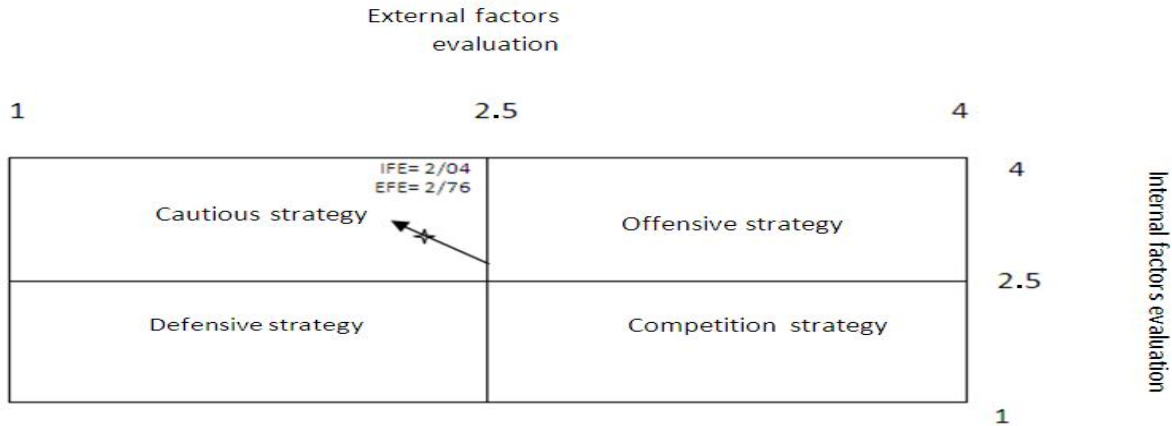 External factors
evaluation
1 2.5 4
IFE= 2/04
EFE= 2/76
4
Cautious strategy
Offensive strategy
2.5
Defensive strategy
Competition strategy
1
Internal factors evaluation